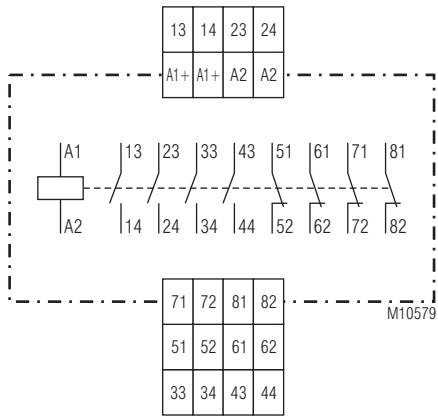 13 14 23 24
A1+ A1+ A2 A2
A1 13 23 33 43 51 61 71 81
A2 14 24 34 44 52 62 72 82
71 72 81 82
M10579
51 52 61 62
33 34 43 44